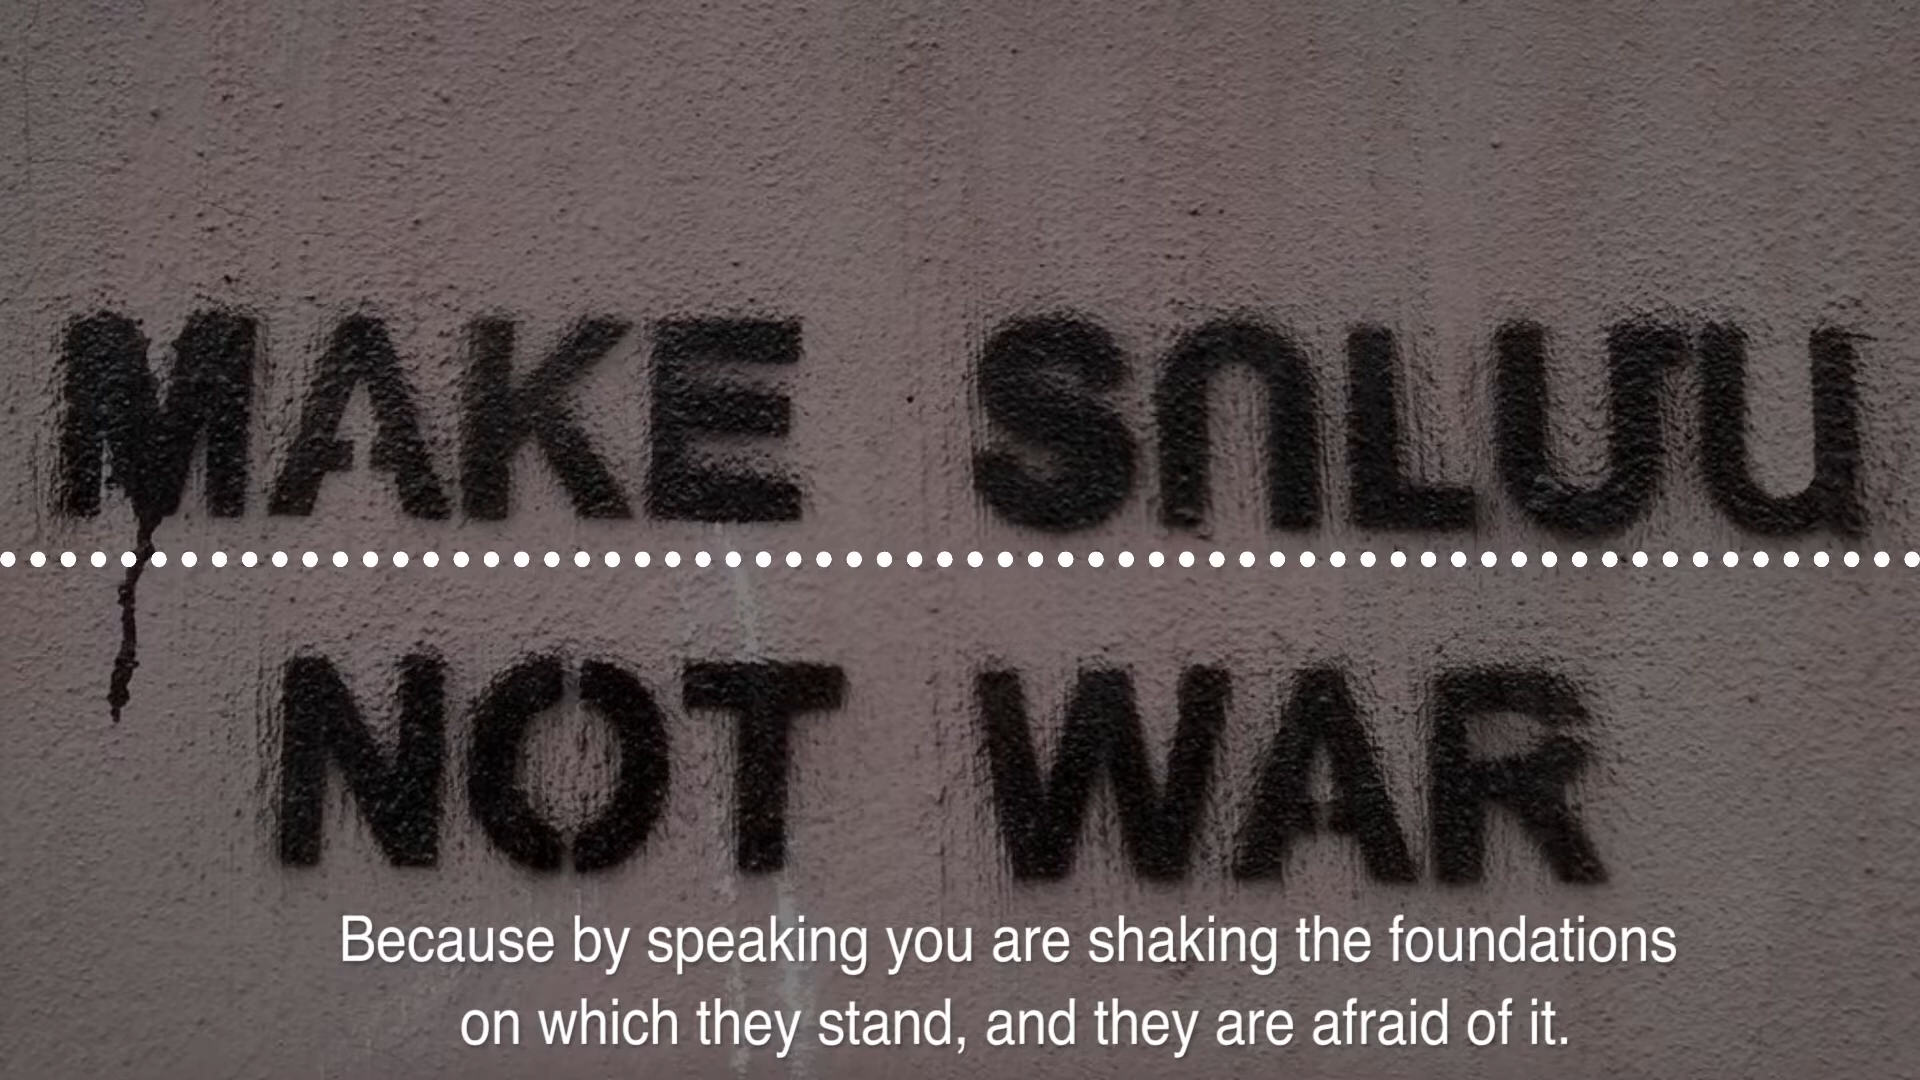 MAKE ՏՈԼՄԱ
NOT WAR
Because by speaking you are shaking the foundations
on which they stand, and they are afraid of it.